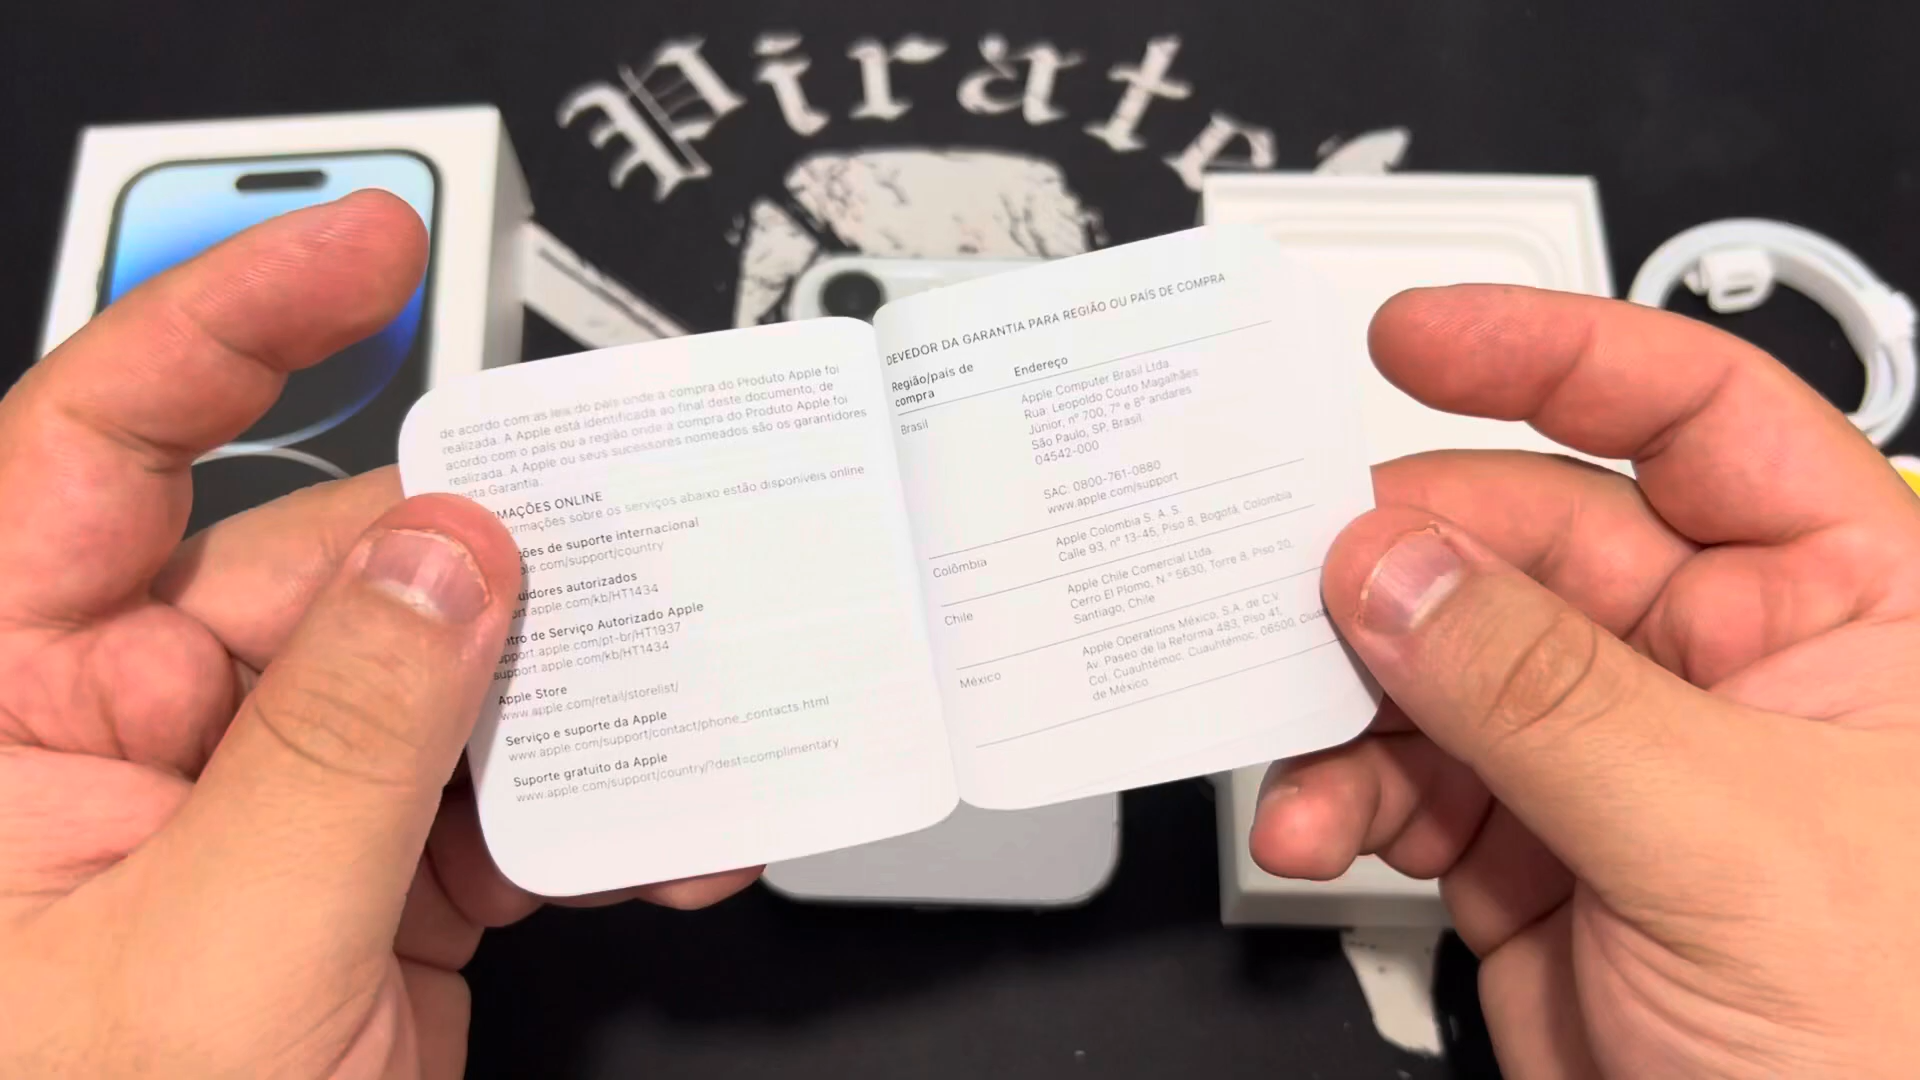 Pirates
de acordo com as leis do país onde a compra do Produto Apple foi
realizada. A Apple está identificada ao final deste documento, de
acordo com o país ou a região onde a compra do Produto Apple foi
realizada. A Apple ou seus sucessores nomeados são os garantidores
esta Garantia.
MAÇÕES ONLINE
ormações sobre os serviços abaixo estão disponíveis online
ções de suporte internacional
le.com/support/country
uidores autorizados
ort.apple.com/kb/HT1434
ntro de Serviço Autorizado Apple
pport.apple.com/pt-br/HT1937
support.apple.com/kb/HT1434
Apple Store
www.apple.com/retail/storelist/
Serviço e suporte da Apple
www.apple.com/support/contact/phone_contacts.html
Suporte gratuito da Apple
www.apple.com/support/country/?dest=complimentary
DEVEDOR DA GARANTIA PARA REGIÃO OU PAÍS DE COMPRA
Região/país de compra
Endereço
Brasil
Apple Computer Brasil Ltda.
Rua: Leopoldo Couto Magalhães
Júnior, nº 700, 7º e 8º andares
São Paulo, SP, Brasil
04542-000
SAC: 0800-761-0880
www.apple.com/support
Colômbia
Apple Colombia S. A. S.
Calle 93, nº 13-45, Piso 8, Bogotá, Colombia
Chile
Apple Chile Comercial Ltda.
Cerro El Plomo, N.º 5630, Torre 8, Piso 20,
Santiago, Chile
México
Apple Operations México, S.A. de C.V.
Av. Paseo de la Reforma 483, Piso 41,
Col. Cuauhtémoc, Cuauhtémoc, 06500, Ciuda
de México